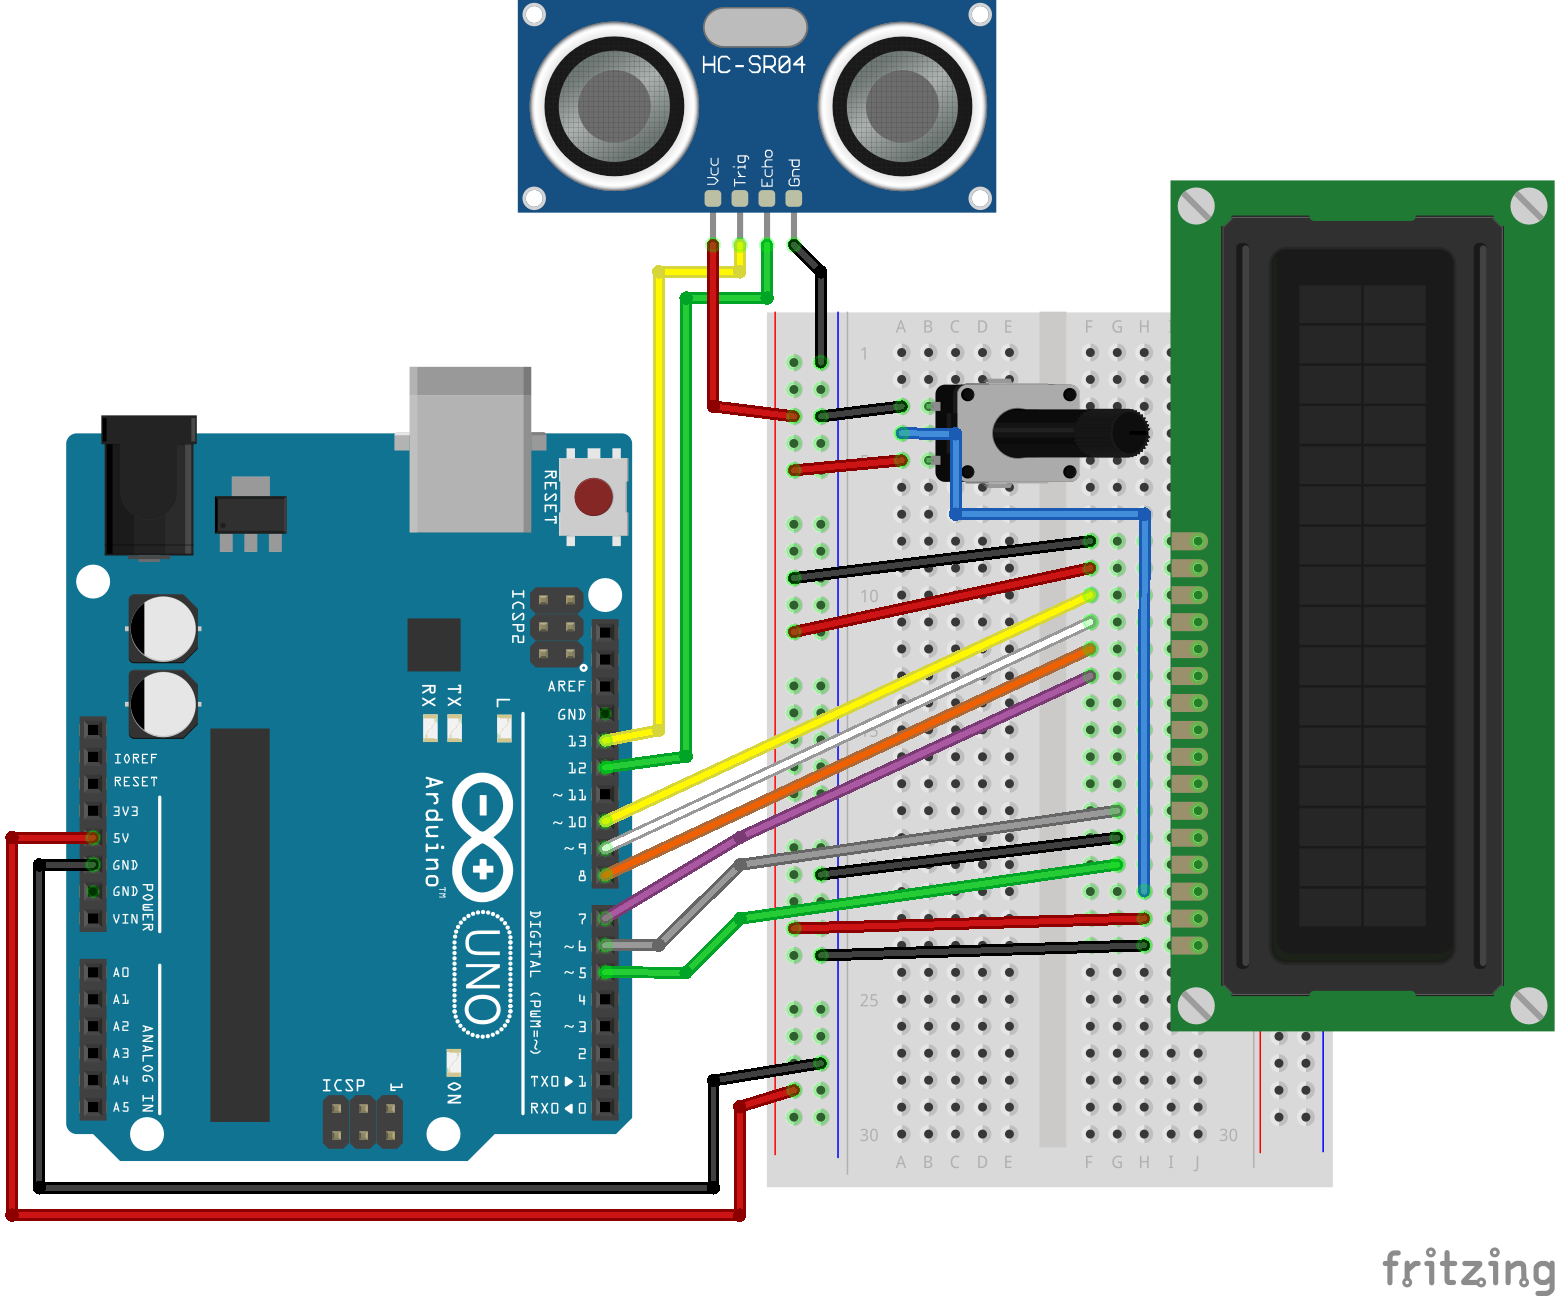 HC-SR04
Vcc
Trig
Echo
Gnd
A B C D E F G H I
1
10
15
25
30
30
A B C D E F G H I J
RESET
ICSP2
AREF
GND
13
12
~11
~10
~9
8
7
~6
~5
4
~3
2
TX0▶1
RX0◀0
DIGITAL (PWM=~)
RX
TX
L
Arduino™
UNO
IOREF
RESET
3V3
5V
GND
GND
VIN
POWER
A0
A1
A2
A3
A4
A5
ANALOG IN
ICSP
1
ON
fritzing